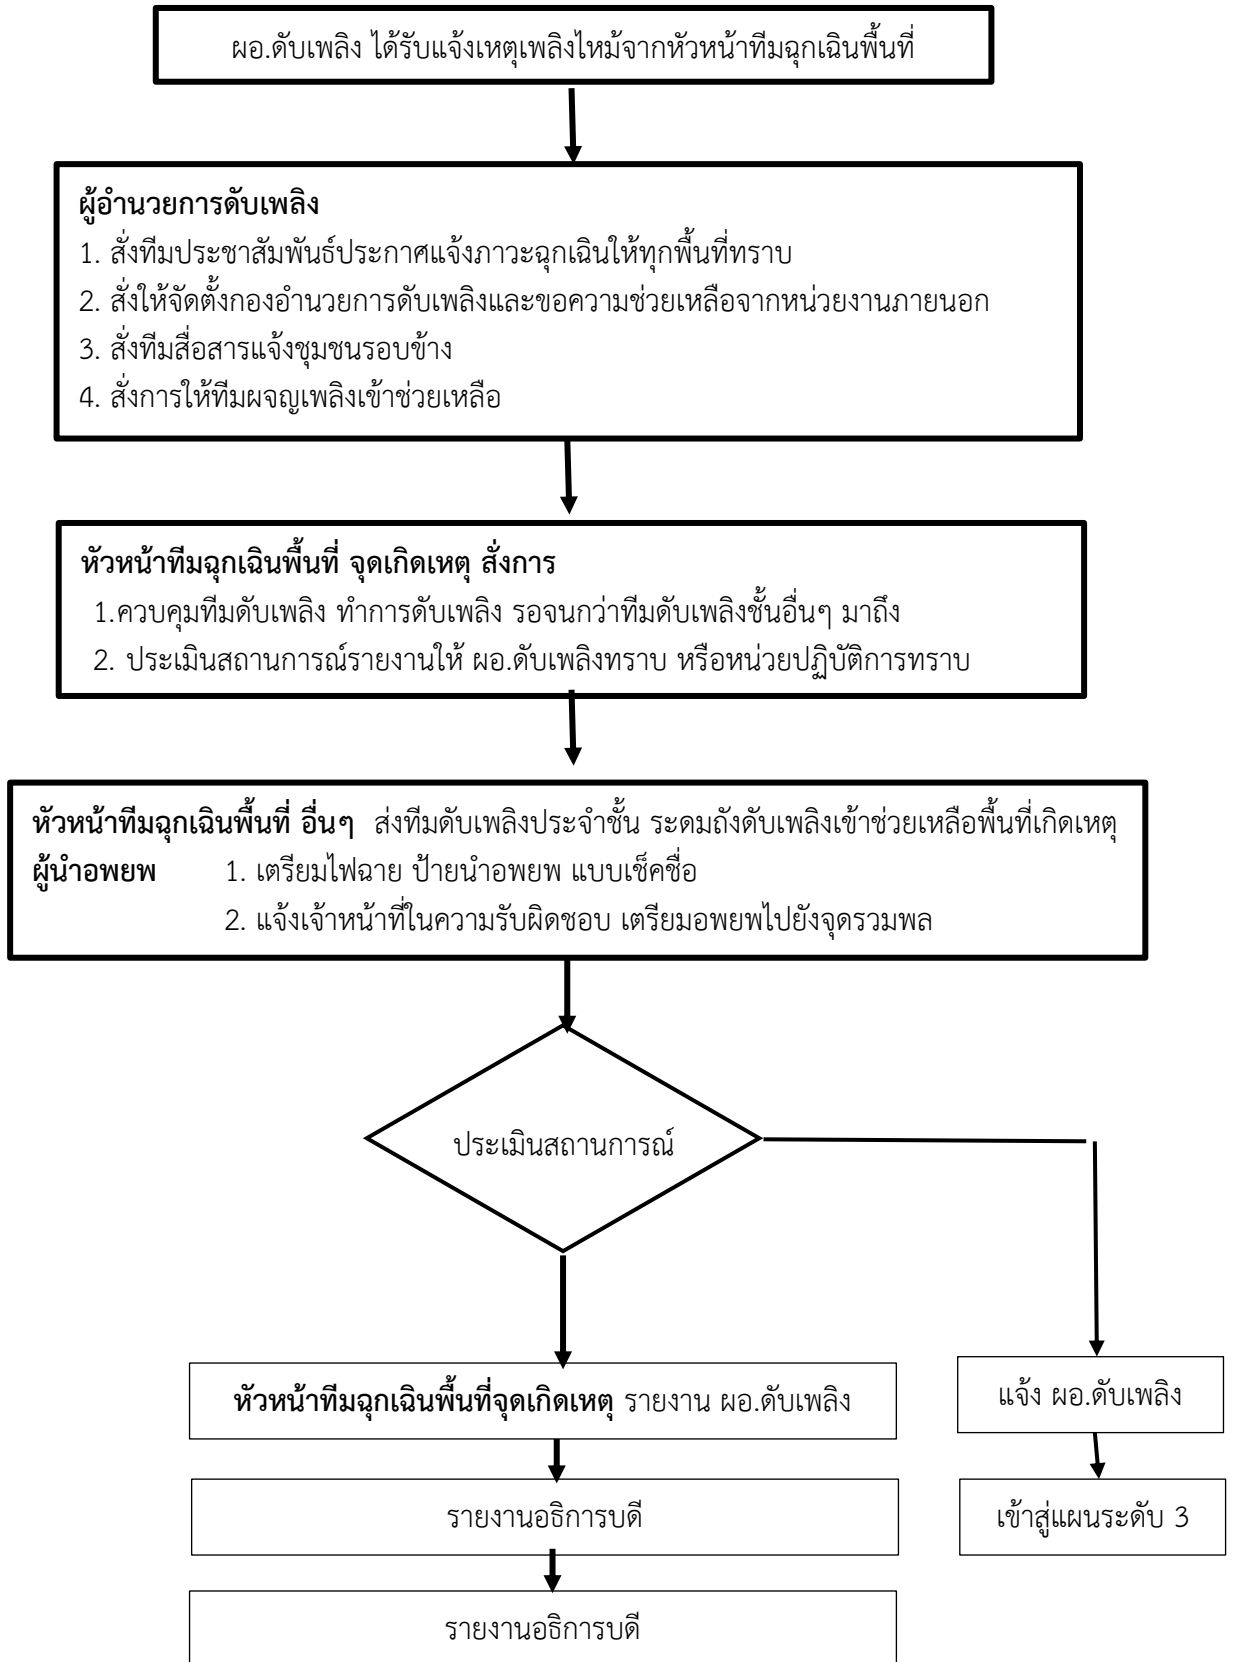 ผอ.ดับเพลิง ได้รับแจ้งเหตุเพลิงไหม้จากหัวหน้าทีมฉุกเฉินพื้นที่
ผู้อำนวยการดับเพลิง
1. สั่งทีมประชาสัมพันธ์ประกาศแจ้งภาวะฉุกเฉินให้ทุกพื้นที่ทราบ
2. สั่งให้จัดตั้งกองอำนวยการดับเพลิงและขอความช่วยเหลือจากหน่วยงานภายนอก
3. สั่งทีมสื่อสารแจ้งชุมชนรอบข้าง
4. สั่งการให้ทีมผจญเพลิงเข้าช่วยเหลือ
หัวหน้าทีมฉุกเฉินพื้นที่ จุดเกิดเหตุ สั่งการ
1.ควบคุมทีมดับเพลิง ทำการดับเพลิง รอจนกว่าทีมดับเพลิงชั้นอื่นๆ มาถึง
2. ประเมินสถานการณ์รายงานให้ ผอ.ดับเพลิงทราบ หรือหน่วยปฏิบัติการทราบ
หัวหน้าทีมฉุกเฉินพื้นที่ อื่นๆ ส่งทีมดับเพลิงประจำชั้น ระดมถังดับเพลิงเข้าช่วยเหลือพื้นที่เกิดเหตุ
ผู้นำอพยพ 1. เตรียมไฟฉาย ป้ายนำอพยพ แบบเช็คชื่อ
2. แจ้งเจ้าหน้าที่ในความรับผิดชอบ เตรียมอพยพไปยังจุดรวมพล
ประเมินสถานการณ์
หัวหน้าทีมฉุกเฉินพื้นที่จุดเกิดเหตุ รายงาน ผอ.ดับเพลิง
แจ้ง ผอ.ดับเพลิง
รายงานอธิการบดี
เข้าสู่แผนระดับ 3
รายงานอธิการบดี